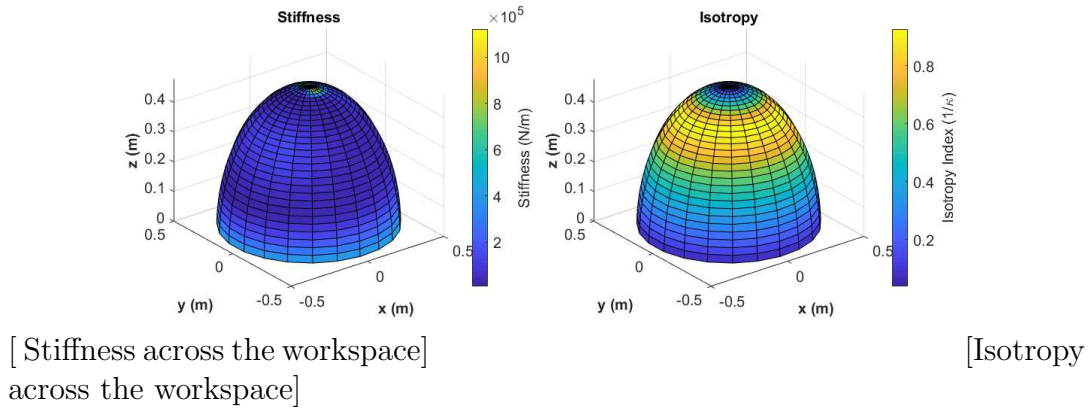 Stiffness
×10⁵
10
8
6
4
2
Stiffness (N/m)
0.4
0.3
0.2
0.1
0
z (m)
0.5
0
-0.5
y (m)
-0.5
0
0.5
x (m)
Isotropy
0.8
0.6
0.4
0.2
Isotropy Index (1/κ)
0.4
0.3
0.2
0.1
0
z (m)
0.5
0
-0.5
y (m)
-0.5
0
0.5
x (m)
[ Stiffness across the workspace] [Isotropy
across the workspace]